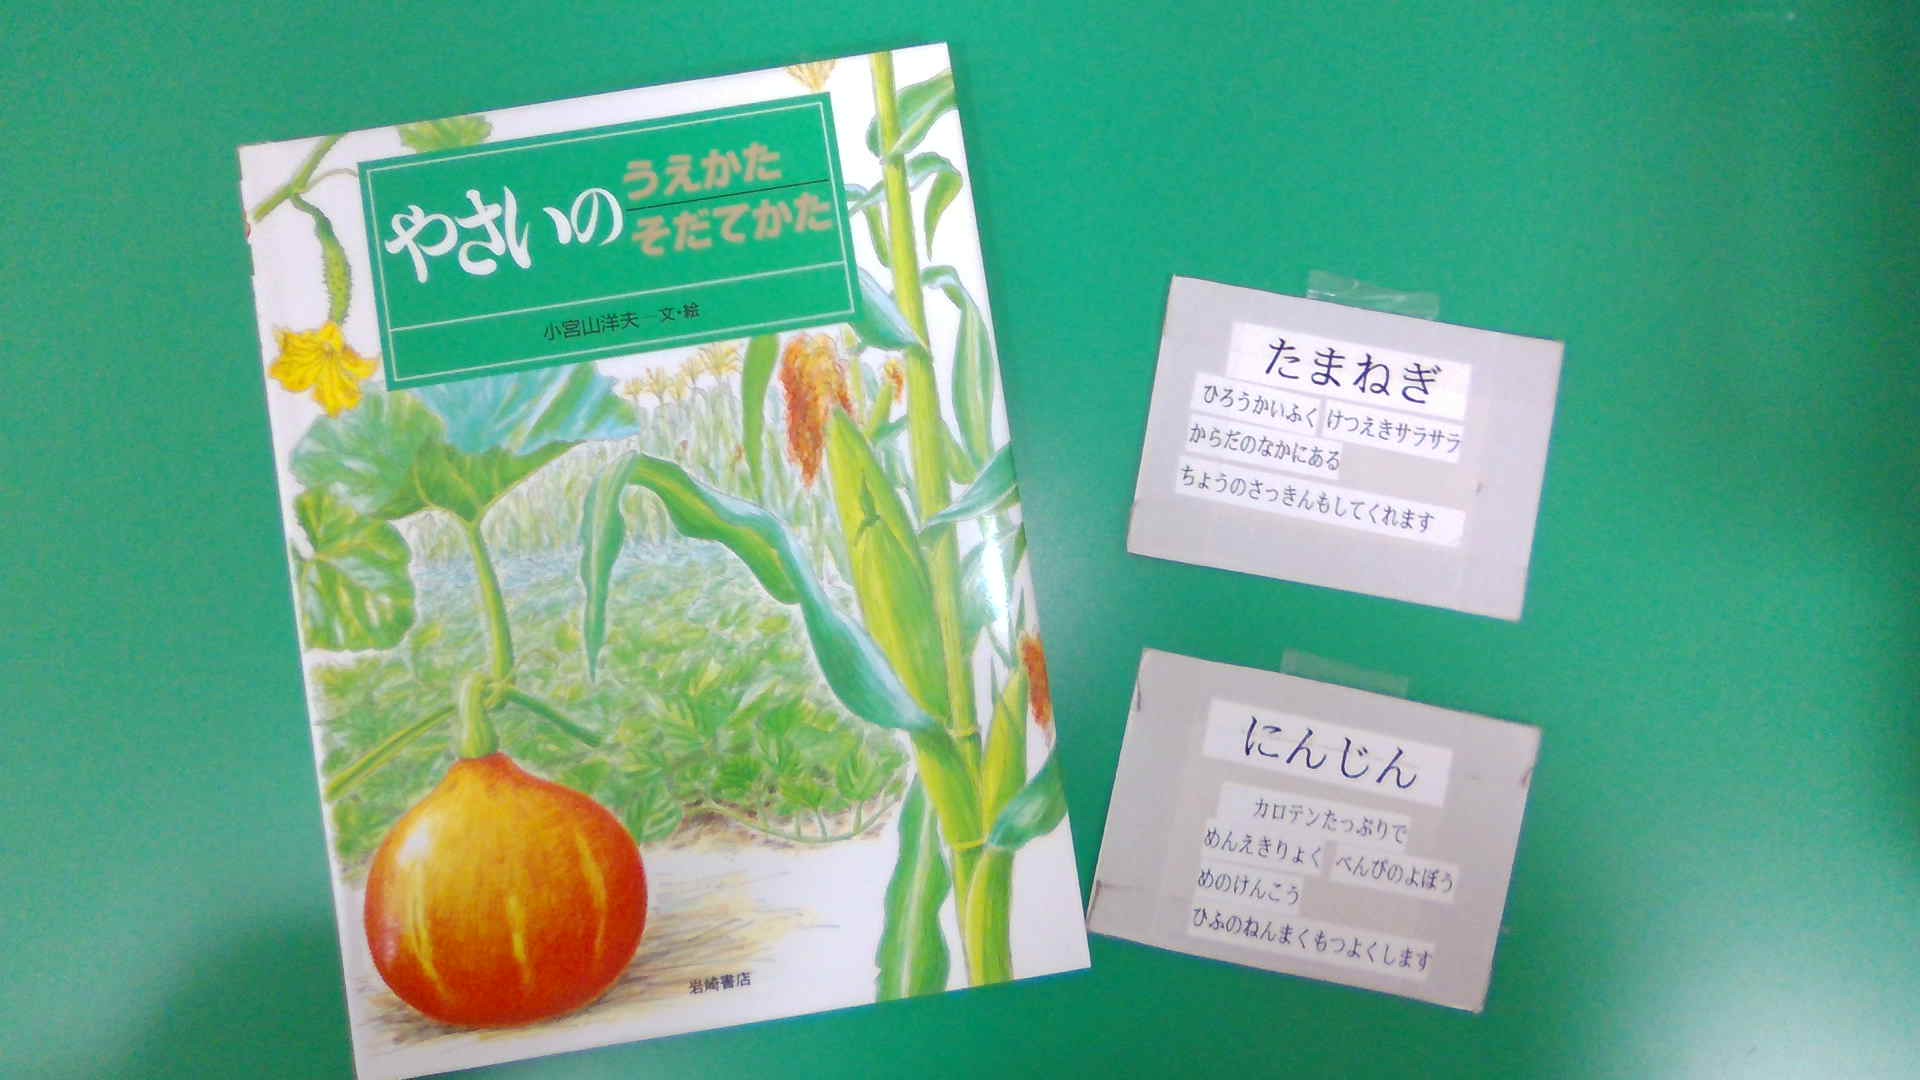 やさいの
うえかた
そだてかた
小宮山洋夫―文・絵
岩崎書店
たまねぎ
ひろうかいふく けつえきサラサラ
からだのなかにある
ちょうのさっきんもしてくれます
にんじん
カロテンたっぷりで
めんえきりょく べんぴのよぼう
めのけんこう
ひふのねんまくもつよくします